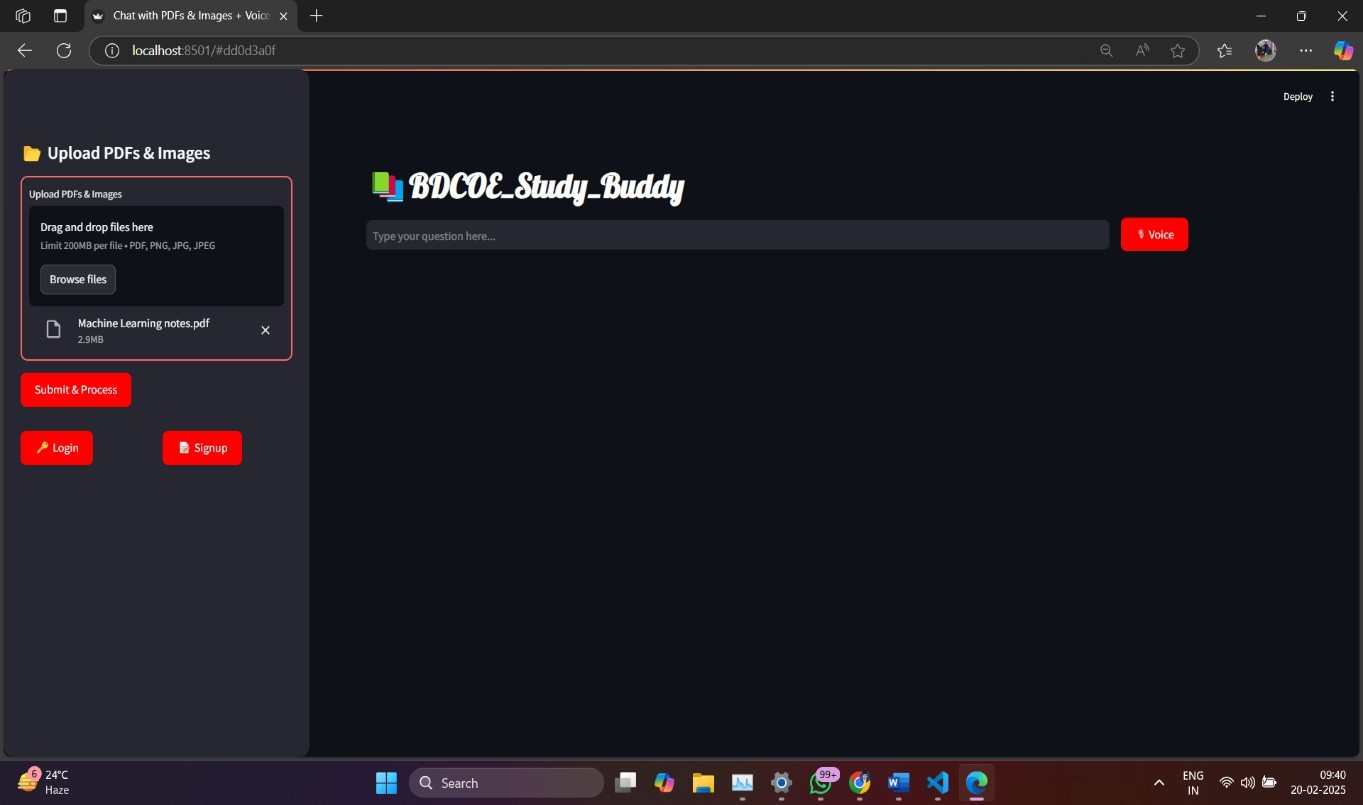 Chat with PDFs & Images + Voice
localhost:8501/#dd0d3a0f
Deploy
Upload PDFs & Images
Upload PDFs & Images
Drag and drop files here
Limit 200MB per file • PDF, PNG, JPG, JPEG
Browse files
Machine Learning notes.pdf
2.9MB
Submit & Process
Login
Signup
BDCOE_Study_Buddy
Type your question here...
Voice
6
24°C
Haze
Search
99+
ENG
IN
09:40
20-02-2025